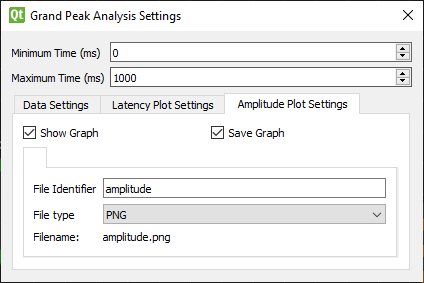 Qt Grand Peak Analysis Settings
Minimum Time (ms) 0
Maximum Time (ms) 1000
Data Settings Latency Plot Settings Amplitude Plot Settings
Show Graph Save Graph
File Identifier amplitude
File type PNG
Filename: amplitude.png